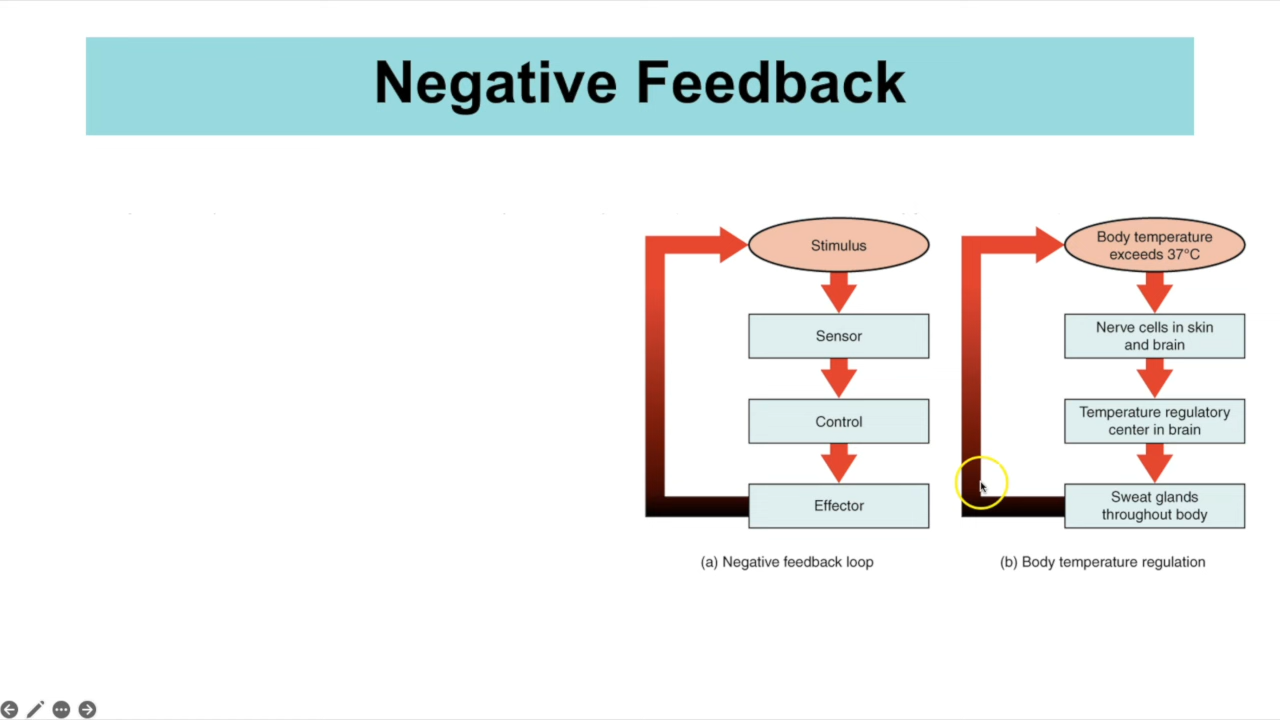 Negative Feedback
Stimulus
Sensor
Control
Effector
(a) Negative feedback loop
Body temperature
exceeds 37°C
Nerve cells in skin
and brain
Temperature regulatory
center in brain
Sweat glands
throughout body
(b) Body temperature regulation